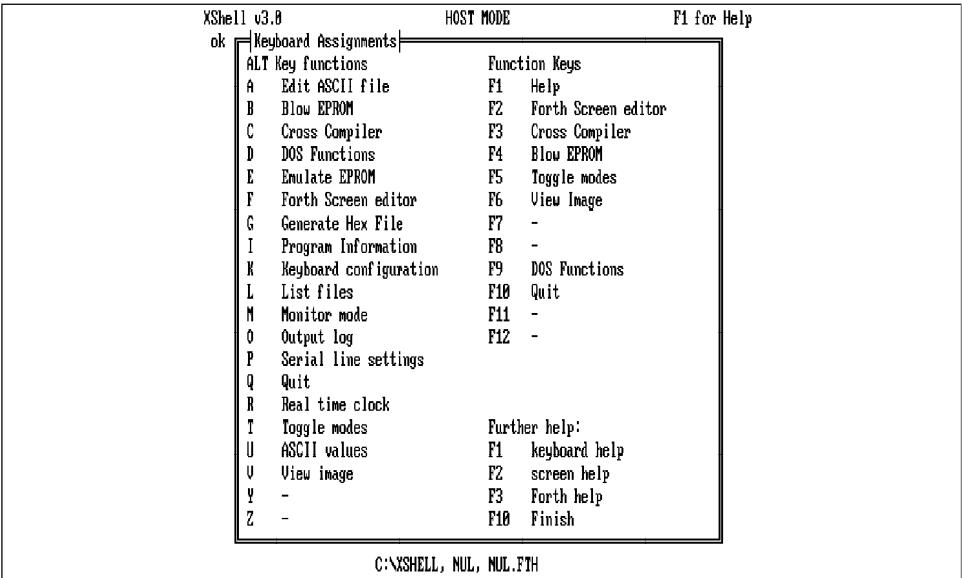 XShell v3.0 HOST MODE F1 for Help
ok Keyboard Assignments
ALT Key functions Function Keys
A Edit ASCII file F1 Help
B Blow EPROM F2 Forth Screen editor
C Cross Compiler F3 Cross Compiler
D DOS Functions F4 Blow EPROM
E Emulate EPROM F5 Toggle modes
F Forth Screen editor F6 View Image
G Generate Hex File F7 -
I Program Information F8 -
K Keyboard configuration F9 DOS Functions
L List files F10 Quit
M Monitor mode F11 -
O Output log F12 -
P Serial line settings
Q Quit
R Real time clock
T Toggle modes Further help:
U ASCII values F1 keyboard help
V View image F2 screen help
Y - F3 Forth help
Z - F10 Finish
C:\XSHELL, NUL, NUL.FTH